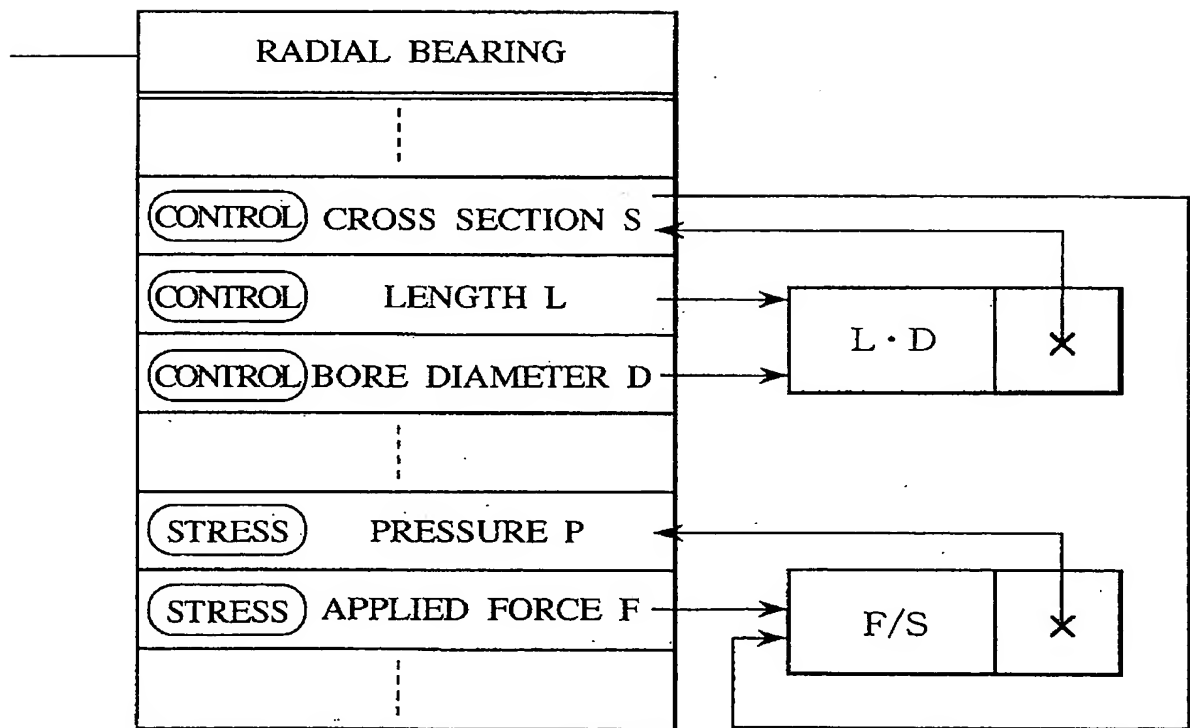 RADIAL BEARING
CONTROL CROSS SECTION S
CONTROL LENGTH L
CONTROL BORE DIAMETER D
L · D
STRESS PRESSURE P
STRESS APPLIED FORCE F
F/S